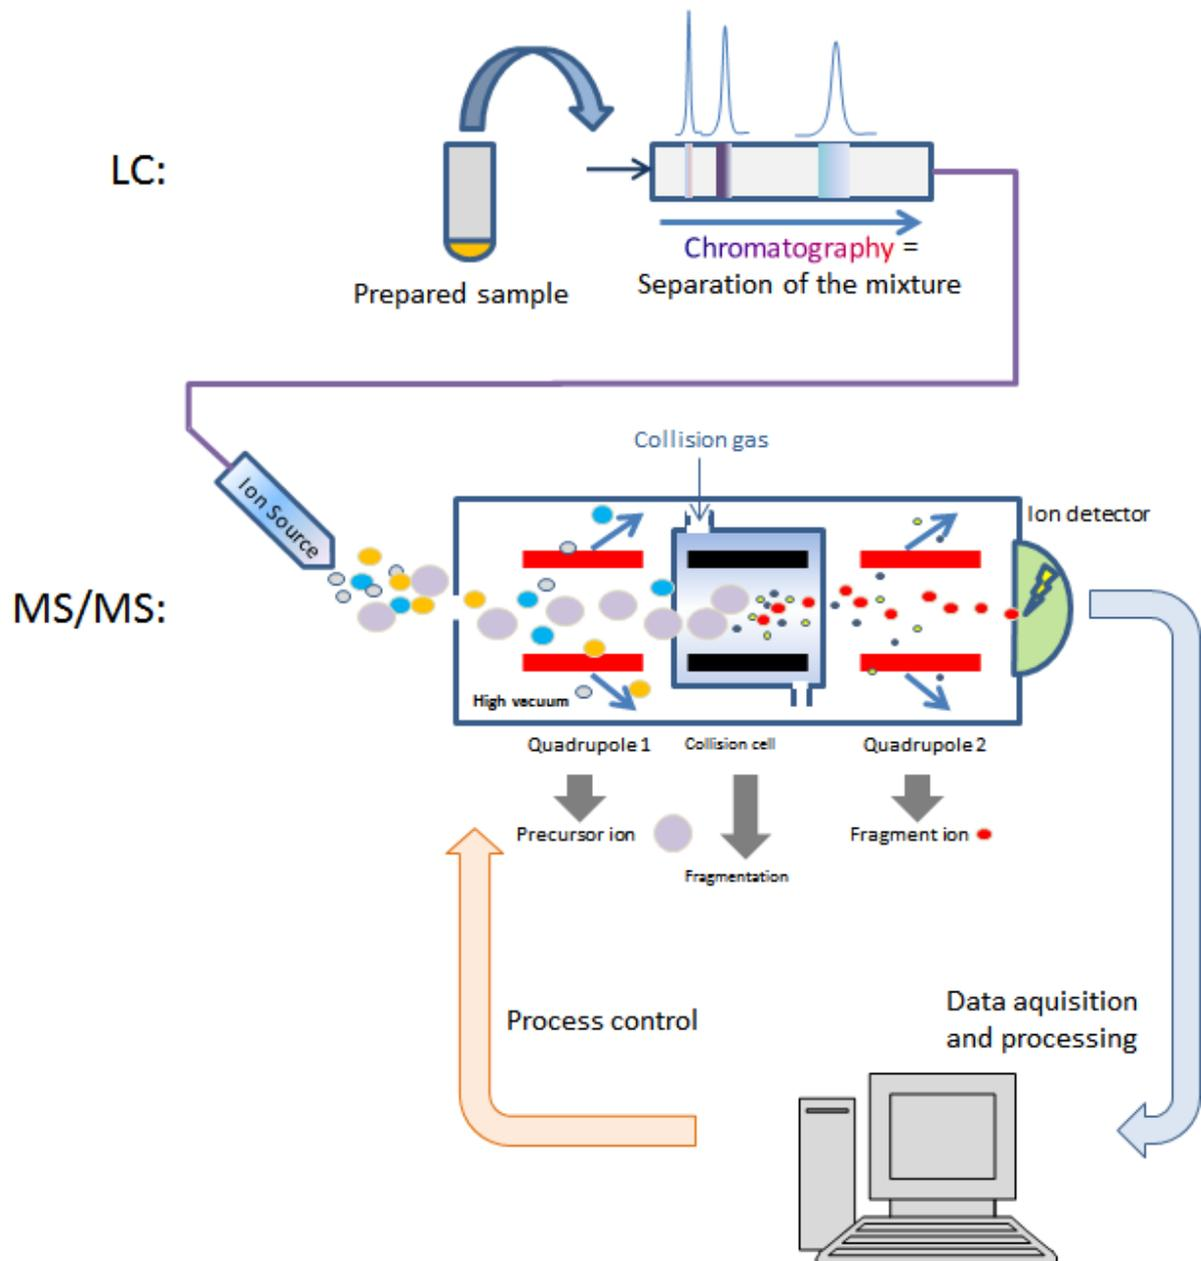 LC:
Prepared sample
Chromatography =
Separation of the mixture
Collision gas
Ion Source
Ion detector
MS/MS:
High vacuum
Quadrupole 1
Collision cell
Quadrupole 2
Precursor ion
Fragment ion
Fragmentation
Process control
Data aquisition
and processing